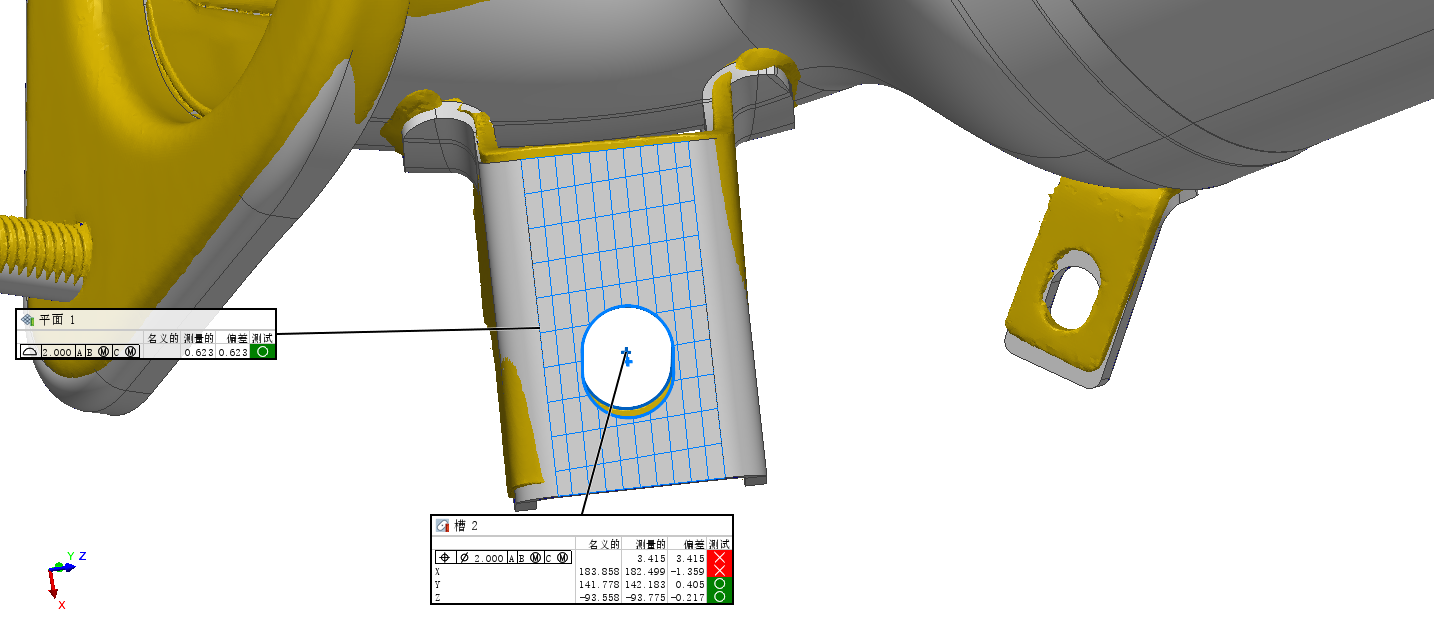 平面 1
名义的 测量的 偏差 测试
2.000 A B Ⓜ C Ⓜ 0.623 0.623
槽 2
名义的 测量的 偏差 测试
⌖ Ø 2.000 A B Ⓜ C Ⓜ 3.415 3.415
X 183.858 182.499 -1.359
Y 141.778 142.183 0.405
Z -93.558 -93.775 -0.217
Y Z
X